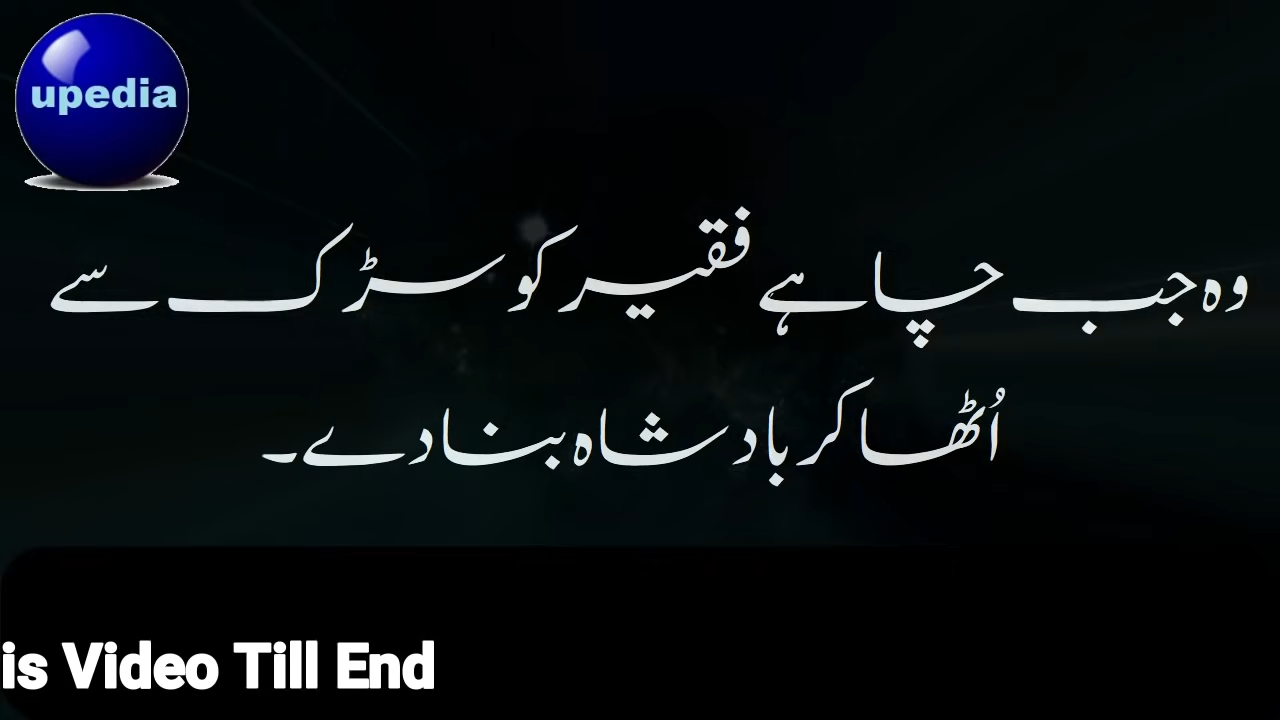 upedia
وہ جب چاہے فقیر کو سڑک سے
اُٹھا کر بادشاہ بنا دے۔
is Video Till End